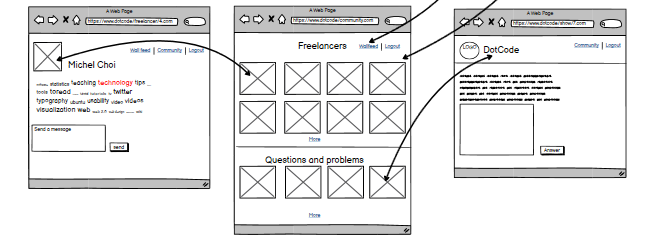 A Web Page
https://www.dotcode/freelancer/4.com
Wall feed | Community | Logout
Michel Choi
statistics teaching technology tips
tools toread twitter
typography ubuntu usability video videos
visualization web
Send a message
send
A Web Page
https://www.dotcode/community.com
Freelancers
Wallfeed | Logout
More
Questions and problems
More
A Web Page
https://www.dotcode/show/7.com
Community | Logout
DotCode
Answer